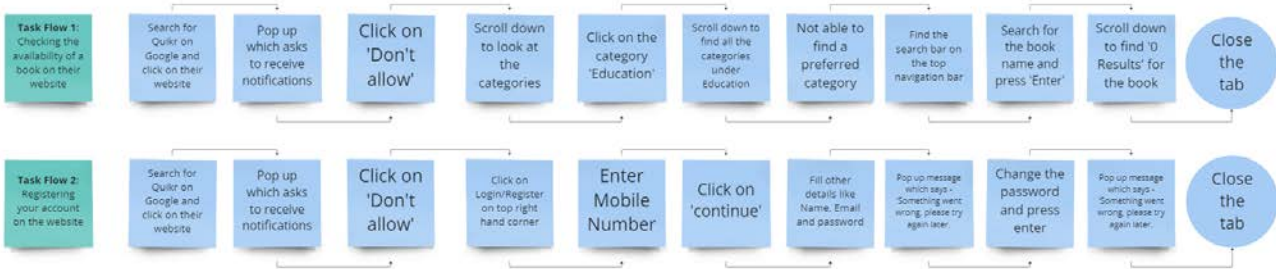 Task Flow 1:
Checking the
availability of a
book on their
website
Search for
Quikr on
Google and
click on their
website
Pop up
which asks
to receive
notifications
Click on
'Don't
allow'
Scroll down
to look at
the
categories
Click on the
category
'Education'
Scroll down to
find all the
categories
under
Education
Not able to
find a
preferred
category
Find the
search bar on
the top
navigation bar
Search for
the book
name and
press 'Enter'
Scroll down
to find '0
Results' for
the book
Close
the
tab
Task Flow 2:
Registering
your account
on the website
Search for
Quikr on
Google and
click on their
website
Pop up
which asks
to receive
notifications
Click on
'Don't
allow'
Click on
Login/Register
on top right
hand corner
Enter
Mobile
Number
Click on
'continue'
Fill other
details like
Name, Email
and password
Pop up message
which says -
'Something went
wrong, please try
again later.
Change the
password
and press
enter
Pop up message
which says -
'Something went
wrong, please try
again later.
Close
the
tab